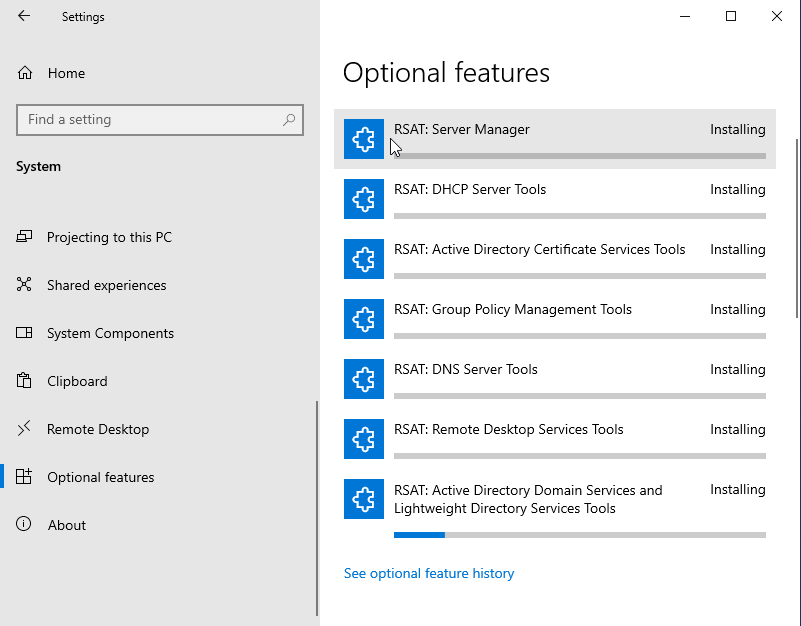 Settings
Home
Find a setting
System
Projecting to this PC
Shared experiences
System Components
Clipboard
Remote Desktop
Optional features
About
Optional features
RSAT: Server Manager Installing
RSAT: DHCP Server Tools Installing
RSAT: Active Directory Certificate Services Tools Installing
RSAT: Group Policy Management Tools Installing
RSAT: DNS Server Tools Installing
RSAT: Remote Desktop Services Tools Installing
RSAT: Active Directory Domain Services and Installing
Lightweight Directory Services Tools
See optional feature history